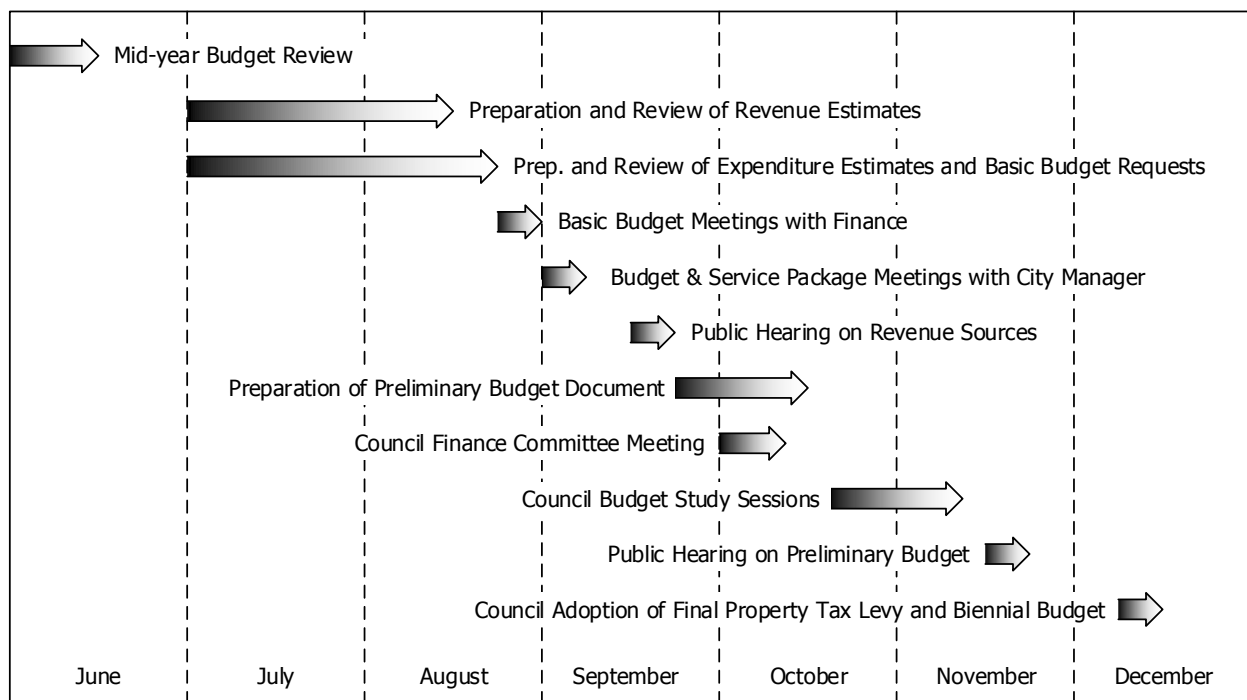 Mid-year Budget Review
Preparation and Review of Revenue Estimates
Prep. and Review of Expenditure Estimates and Basic Budget Requests
Basic Budget Meetings with Finance
Budget & Service Package Meetings with City Manager
Public Hearing on Revenue Sources
Preparation of Preliminary Budget Document
Council Finance Committee Meeting
Council Budget Study Sessions
Public Hearing on Preliminary Budget
Council Adoption of Final Property Tax Levy and Biennial Budget
June July August September October November December